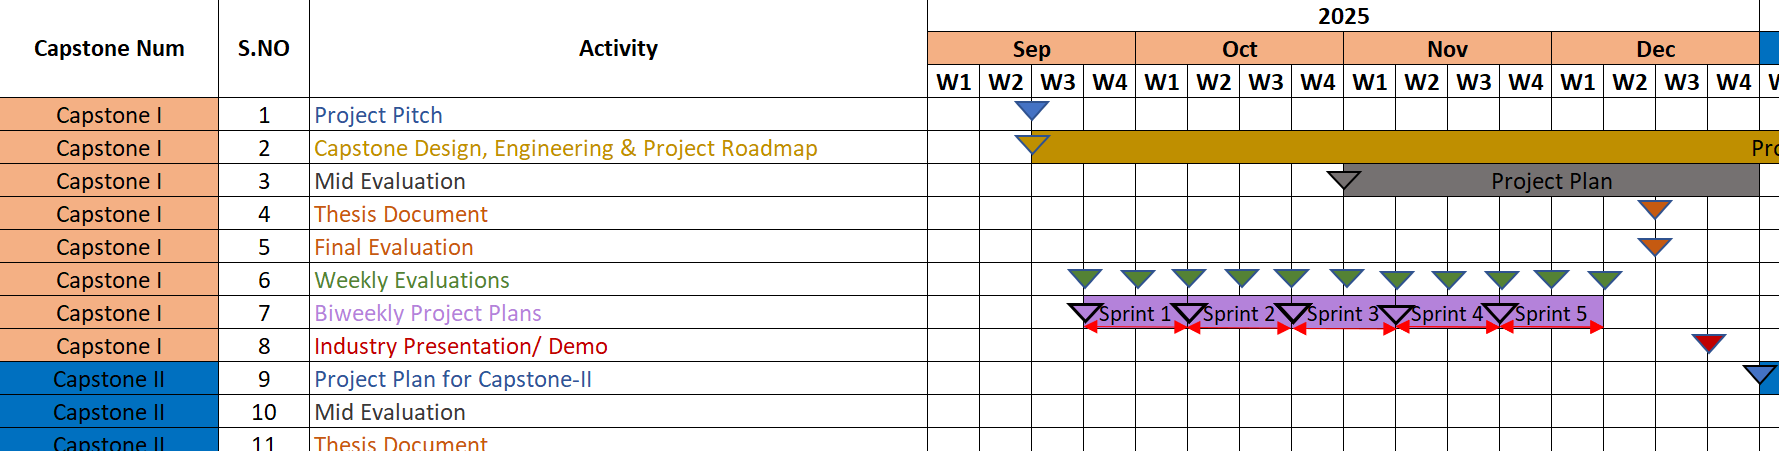 2025
Capstone Num S.NO Activity Sep Oct Nov Dec
W1 W2 W3 W4 W1 W2 W3 W4 W1 W2 W3 W4 W1 W2 W3 W4
Capstone I 1 Project Pitch
Capstone I 2 Capstone Design, Engineering & Project Roadmap
Capstone I 3 Mid Evaluation Project Plan
Capstone I 4 Thesis Document
Capstone I 5 Final Evaluation
Capstone I 6 Weekly Evaluations
Capstone I 7 Biweekly Project Plans Sprint 1 Sprint 2 Sprint 3 Sprint 4 Sprint 5
Capstone I 8 Industry Presentation/ Demo
Capstone II 9 Project Plan for Capstone-II
Capstone II 10 Mid Evaluation
Capstone II 11 Thesis Document